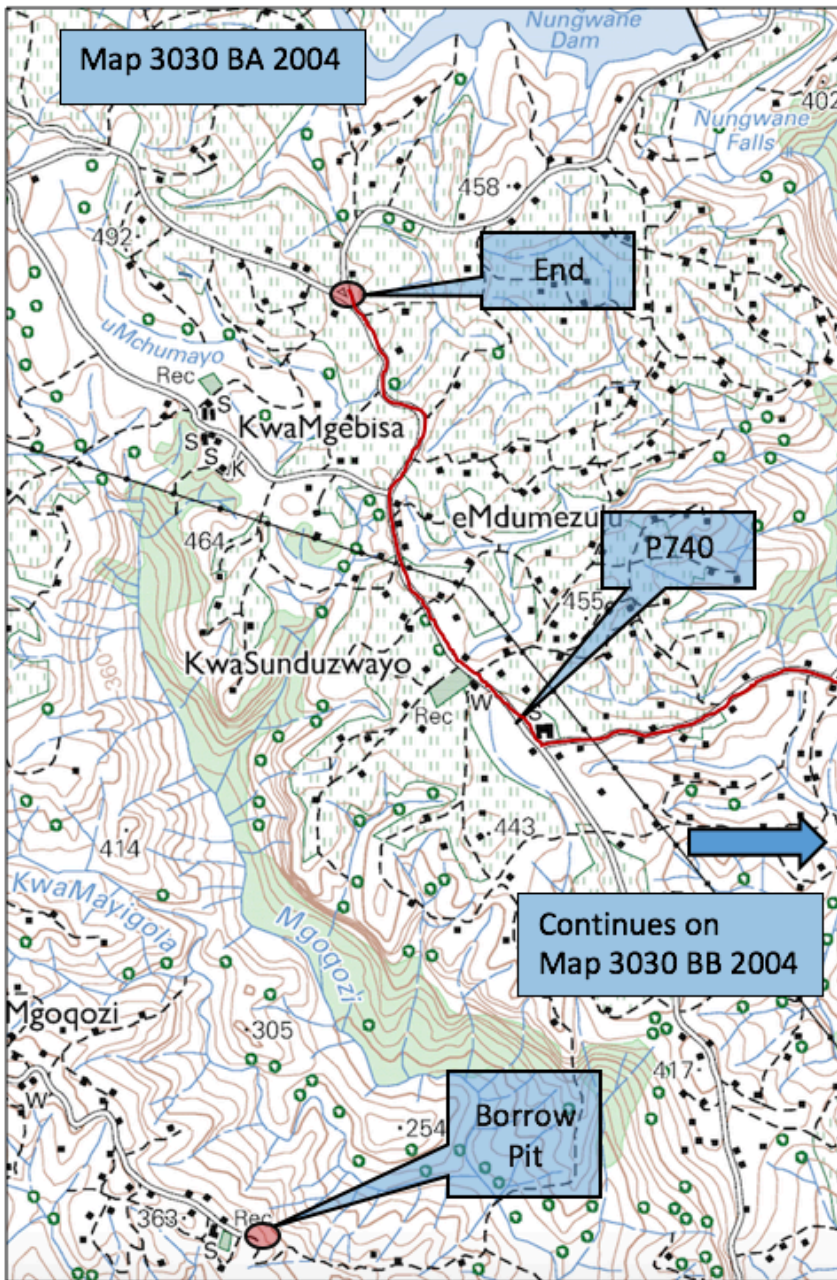 Map 3030 BA 2004
Nungwane
Dam
402
Nungwane
Falls
458
492
End
uMchumayo
Rec
S
KwaMgebisa
S
S
K
eMdumezulu
464
P740
455
360
KwaSunduzwayo
Rec
W
S
443
414
KwaMayigola
Mgoqozi
Continues on
Map 3030 BB 2004
Mgoqozi
305
417
W
Borrow
Pit
254
363
Rec
S